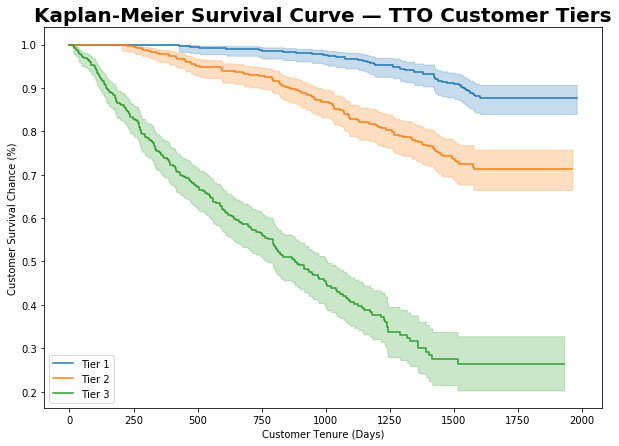 Kaplan-Meier Survival Curve — TTO Customer Tiers
Customer Survival Chance (%)
1.0
0.9
0.8
0.7
0.6
0.5
0.4
0.3
0.2
Tier 1
Tier 2
Tier 3
0 250 500 750 1000 1250 1500 1750 2000
Customer Tenure (Days)